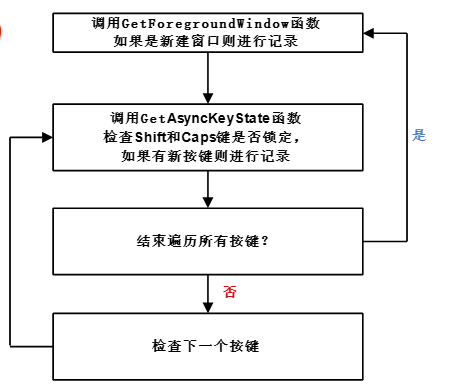 调用GetForegroundWindow函数
如果是新建窗口则进行记录
调用GetAsyncKeyState函数
检查Shift和Caps键是否锁定，
如果有新按键则进行记录
是
结束遍历所有按键？
否
检查下一个按键